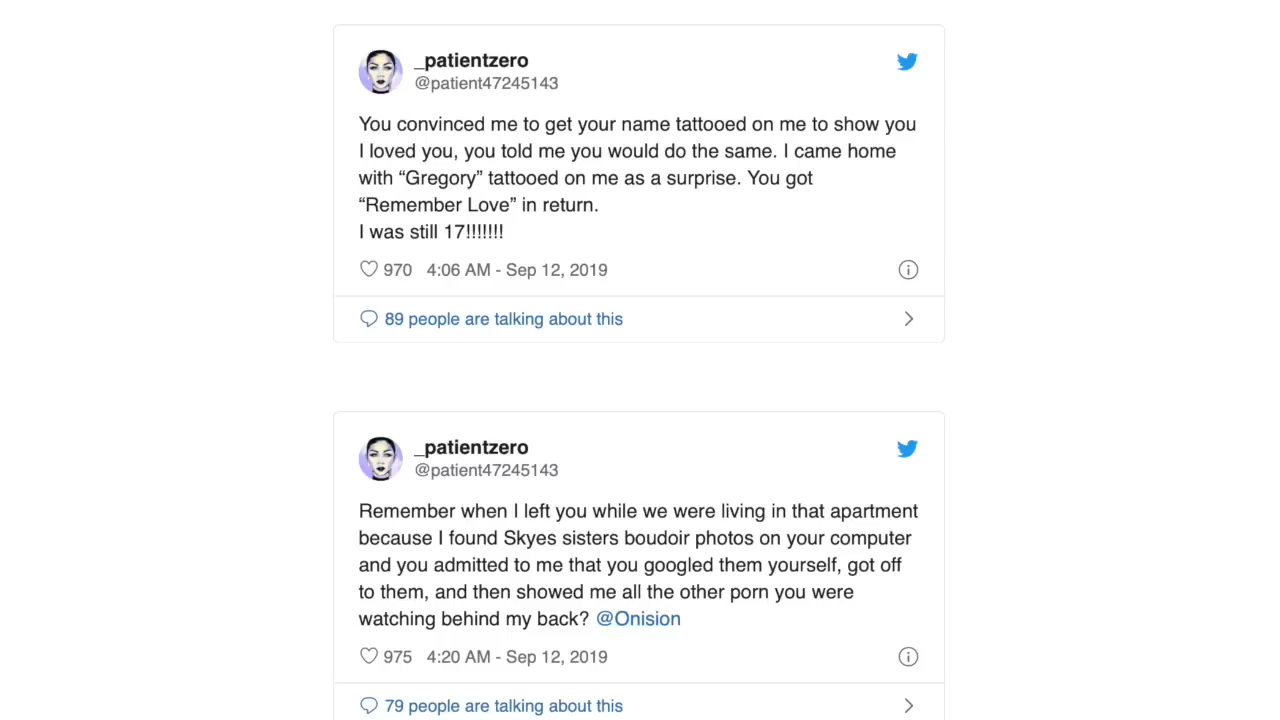 _patientzero
@patient47245143
You convinced me to get your name tattooed on me to show you
I loved you, you told me you would do the same. I came home
with “Gregory” tattooed on me as a surprise. You got
“Remember Love” in return.
I was still 17!!!!!!!
970 4:06 AM - Sep 12, 2019
89 people are talking about this
_patientzero
@patient47245143
Remember when I left you while we were living in that apartment
because I found Skyes sisters boudoir photos on your computer
and you admitted to me that you googled them yourself, got off
to them, and then showed me all the other porn you were
watching behind my back? @Onision
975 4:20 AM - Sep 12, 2019
79 people are talking about this